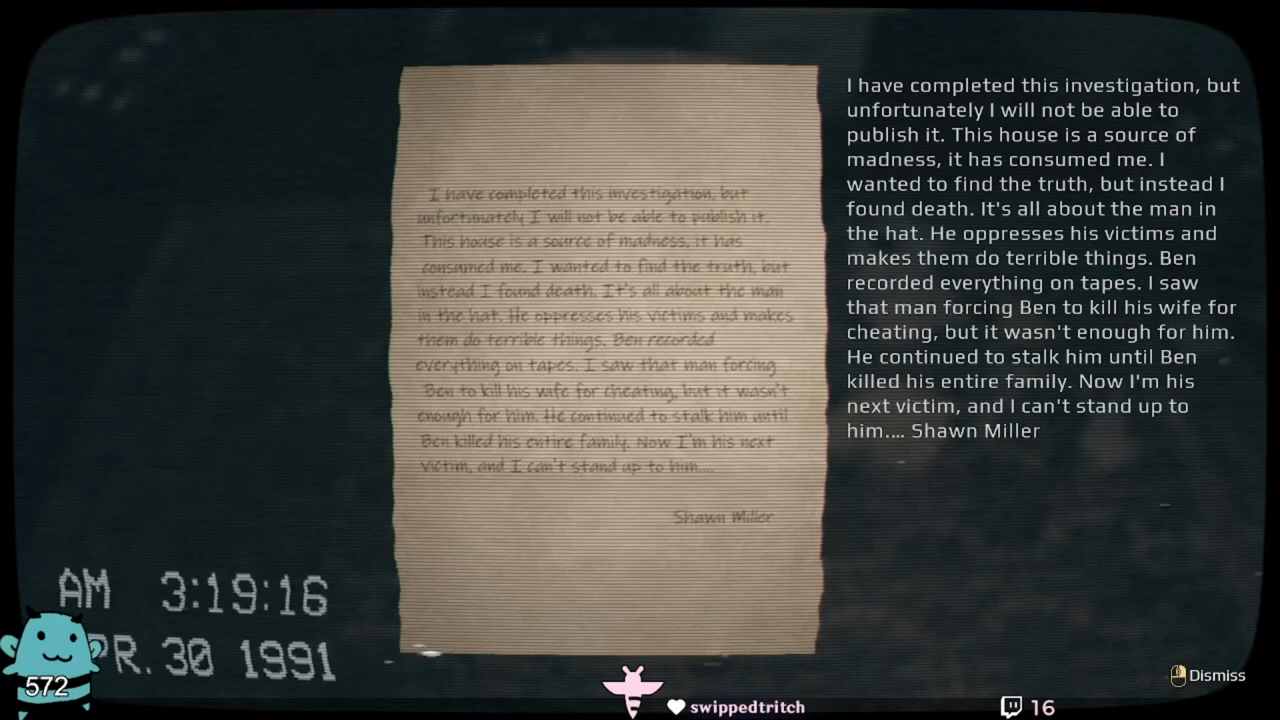 I have completed this investigation, but
unfortunately I will not be able to publish it.
This house is a source of madness, it has
consumed me. I wanted to find the truth, but
instead I found death. It's all about the man
in the hat. He oppresses his victims and makes
them do terrible things. Ben recorded
everything on tapes. I saw that man forcing
Ben to kill his wife for cheating, but it wasn't
enough for him. He continued to stalk him until
Ben killed his entire family. Now I'm his next
victim, and I can't stand up to him....
Shawn Miller
I have completed this investigation, but
unfortunately I will not be able to
publish it. This house is a source of
madness, it has consumed me. I
wanted to find the truth, but instead I
found death. It's all about the man in
the hat. He oppresses his victims and
makes them do terrible things. Ben
recorded everything on tapes. I saw
that man forcing Ben to kill his wife for
cheating, but it wasn't enough for him.
He continued to stalk him until Ben
killed his entire family. Now I'm his
next victim, and I can't stand up to
him.... Shawn Miller
AM 3:19:16
PR. 30 1991
572
swippedtritch
16
Dismiss